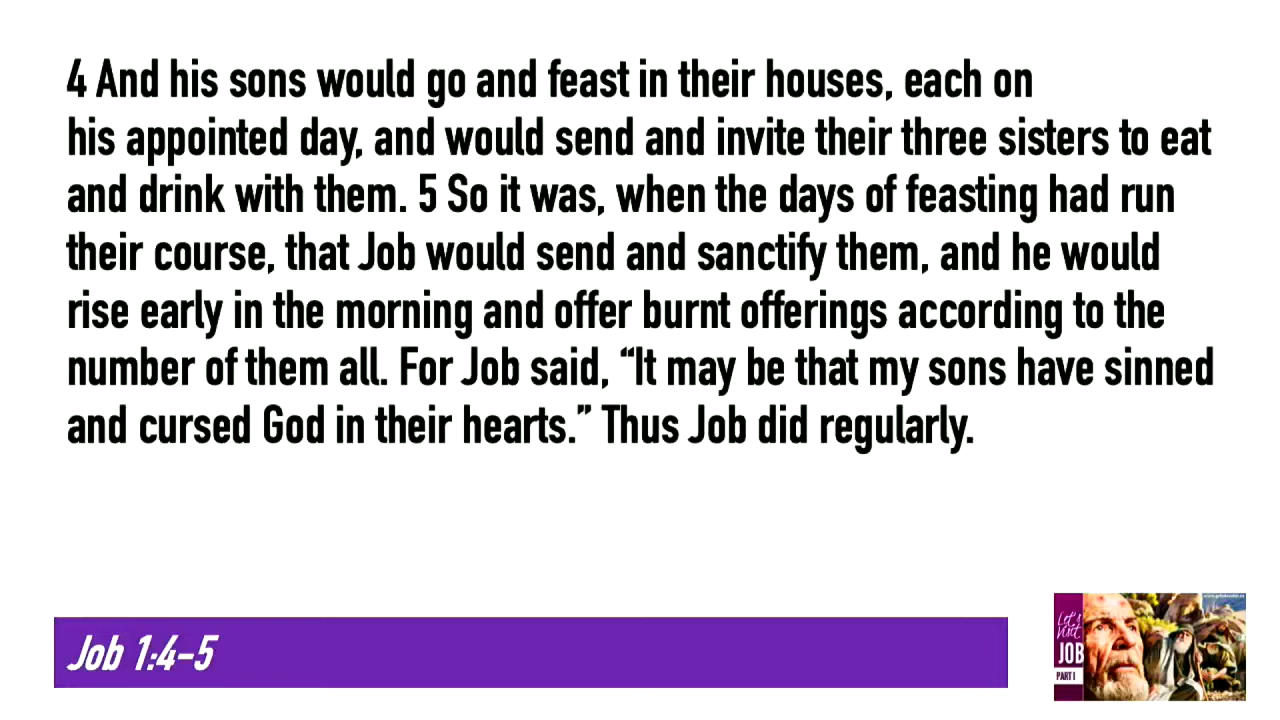 4 And his sons would go and feast in their houses, each on
his appointed day, and would send and invite their three sisters to eat
and drink with them. 5 So it was, when the days of feasting had run
their course, that Job would send and sanctify them, and he would
rise early in the morning and offer burnt offerings according to the
number of them all. For Job said, “It may be that my sons have sinned
and cursed God in their hearts.” Thus Job did regularly.
Job 1:4-5
Let's
Visit
JOB
PART I